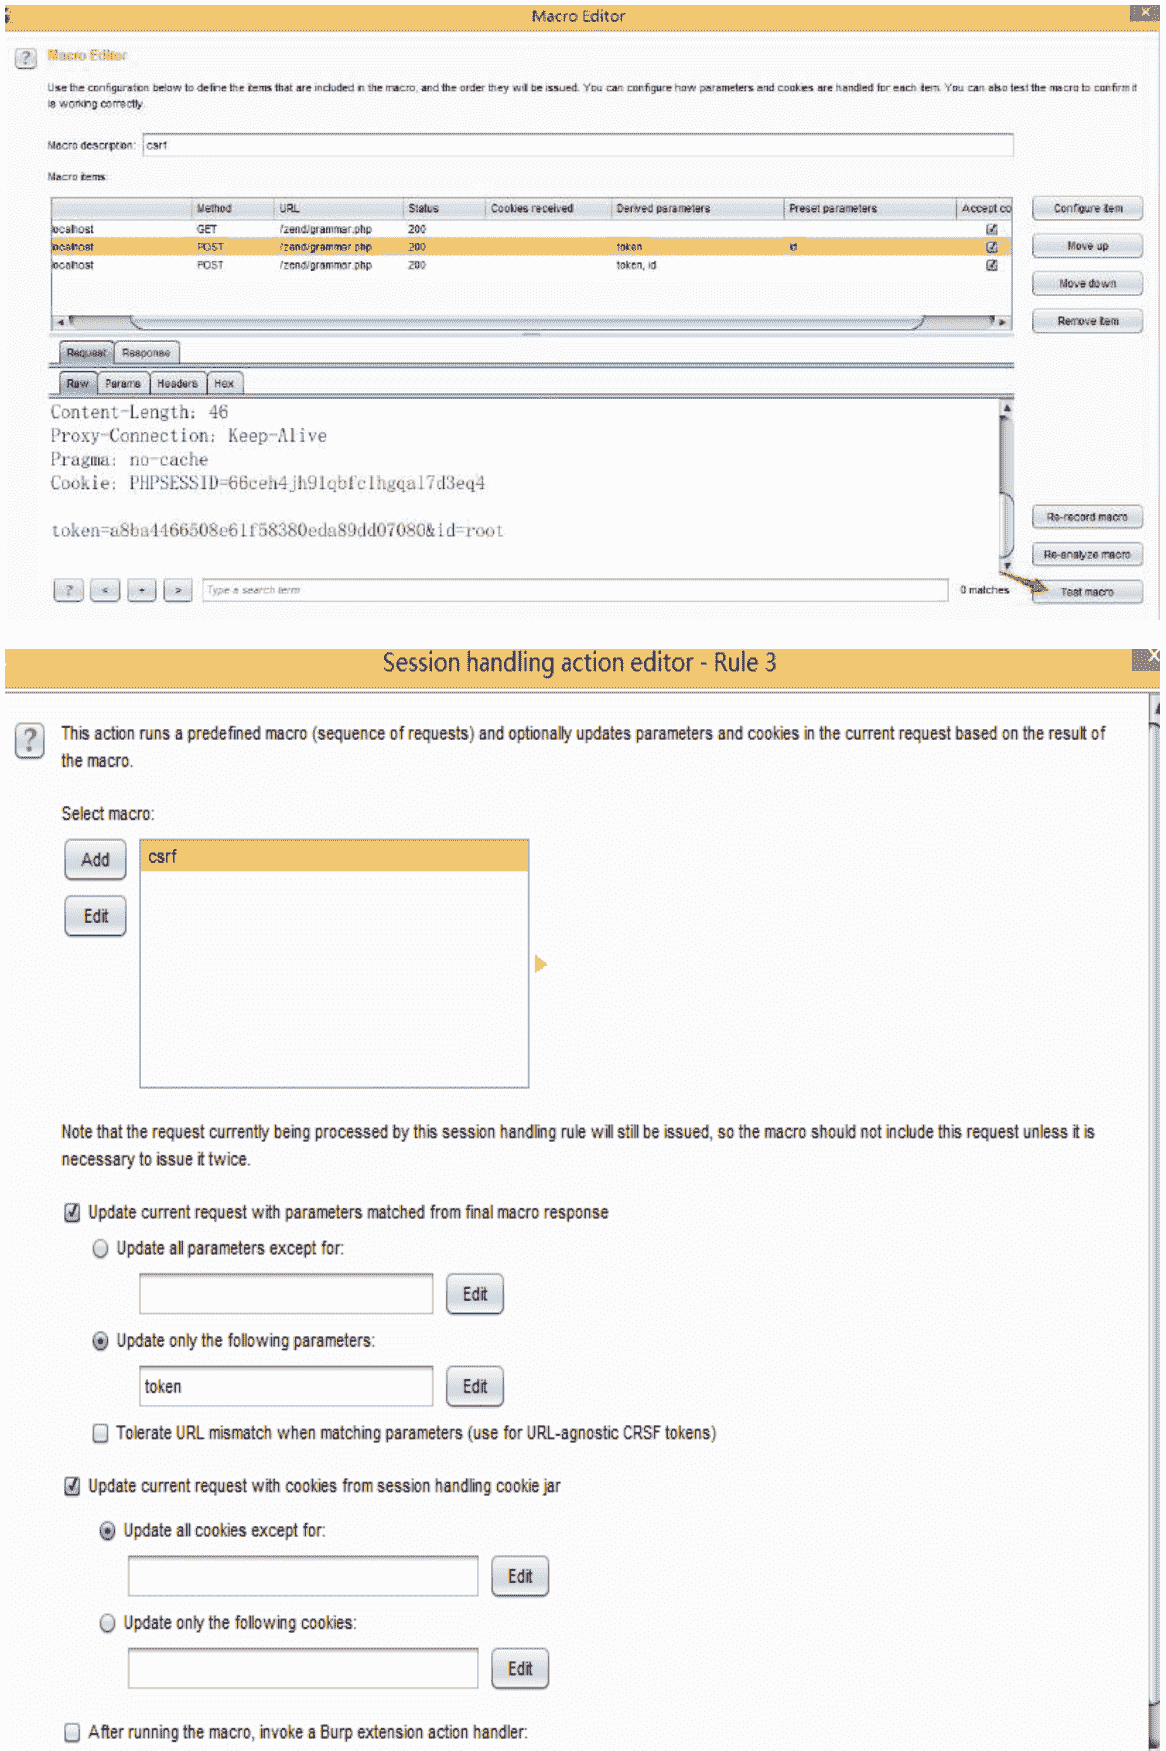 Macro Editor
Macro Editor
Use the configuration below to define the items that are included in the macro, and the order they will be issued. You can configure how parameters and cookies are handled for each item. You can also test the macro to confirm it
is working correctly.
Macro description: csrf
Macro items:
Method URL Status Cookies received Derived parameters Preset parameters Accept co
ocalhost GET /zend/grammar.php 200
ocalhost POST /zend/grammar.php 200 token id
ocalhost POST /zend/grammar.php 200 token, id
Configure item
Move up
Move down
Remove item
Request Response
Raw Params Headers Hex
Content-Length: 46
Proxy-Connection: Keep-Alive
Pragma: no-cache
Cookie: PHPSESSID=66ceh4jh91qbfclhgqal7d3eq4
token=a8ba4466508e61f58380eda89dd07080&id=root
Re-record macro
Re-analyze macro
Test macro
? < + > Type a search term 0 matches
Session handling action editor - Rule 3
? This action runs a predefined macro (sequence of requests) and optionally updates parameters and cookies in the current request based on the result of
the macro.
Select macro:
Add csrf
Edit
Note that the request currently being processed by this session handling rule will still be issued, so the macro should not include this request unless it is
necessary to issue it twice.
Update current request with parameters matched from final macro response
Update all parameters except for:
Edit
Update only the following parameters:
token Edit
Tolerate URL mismatch when matching parameters (use for URL-agnostic CRSF tokens)
Update current request with cookies from session handling cookie jar
Update all cookies except for:
Edit
Update only the following cookies:
Edit
After running the macro, invoke a Burp extension action handler: